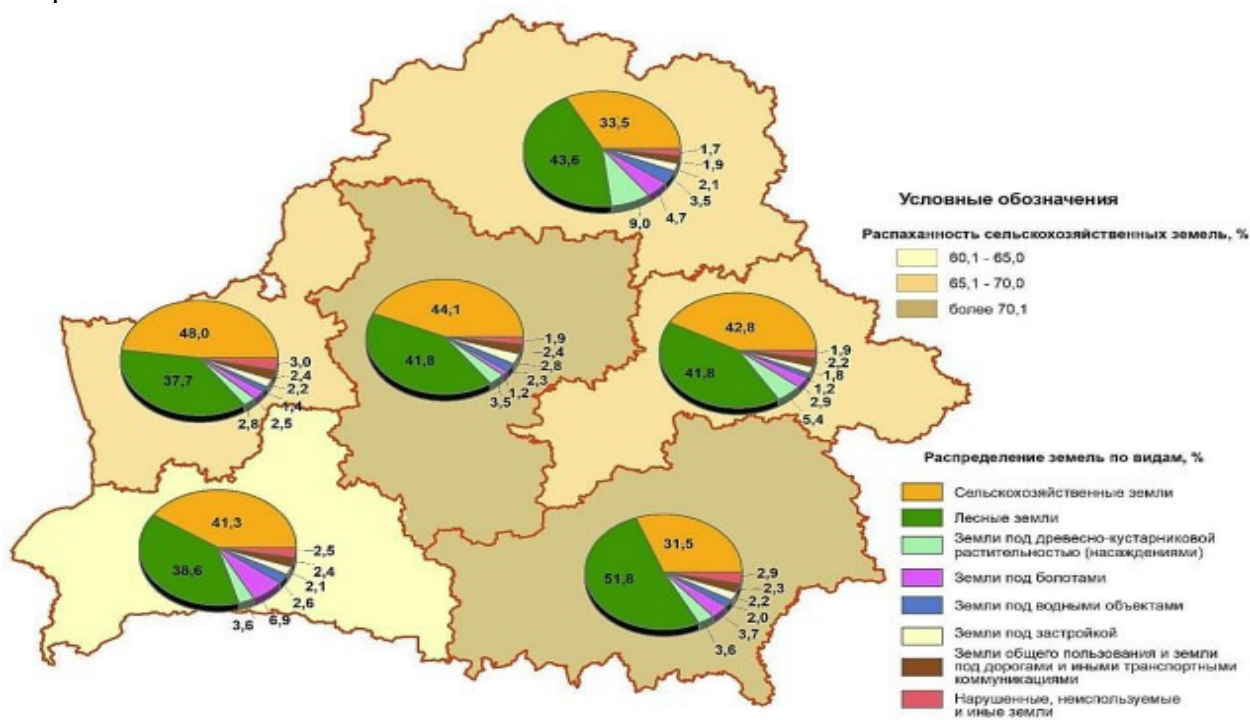 33,5
43,6
1,7
1,9
2,1
3,5
4,7
9,0
Условные обозначения
Распаханность сельскохозяйственных земель, %
60,1 - 65,0
65,1 - 70,0
более 70,1
44,1
41,8
1,9
2,4
2,8
2,3
1,2
3,5
48,0
37,7
3,0
2,4
2,2
1,4
2,5
2,8
42,8
41,8
1,9
2,2
1,8
1,2
2,9
5,4
41,3
38,6
2,5
2,4
2,1
2,6
6,9
3,6
31,5
51,8
2,9
2,3
2,2
2,0
3,7
3,6
Распределение земель по видам, %
Сельскохозяйственные земли
Лесные земли
Земли под древесно-кустарниковой
растительностью (насаждениями)
Земли под болотами
Земли под водными объектами
Земли под застройкой
Земли общего пользования и земли
под дорогами и иными транспортными
коммуникациями
Нарушенные, неиспользуемые
и иные земли